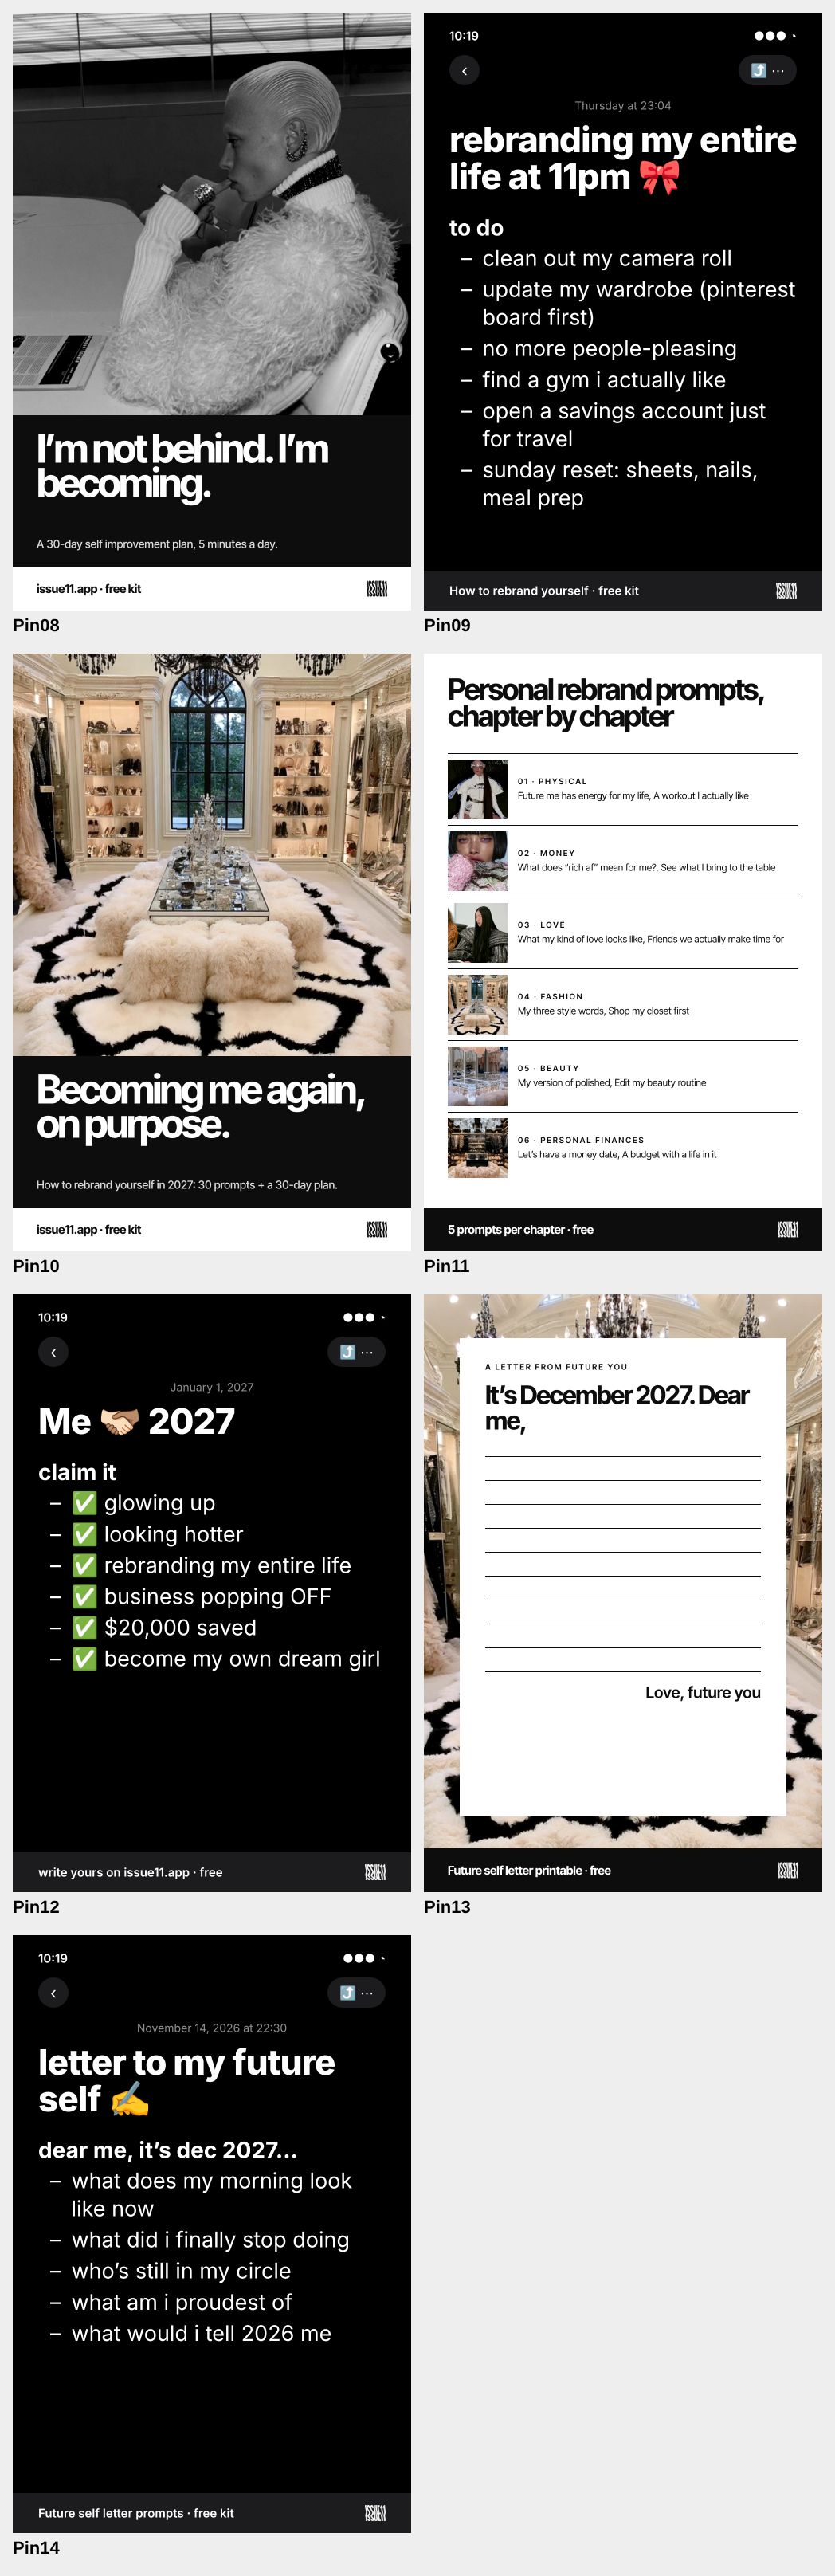 I'm not behind. I'm
becoming.
A 30-day self improvement plan, 5 minutes a day.
issue11.app · free kit
ISSUE11
Pin08
10:19
Thursday at 23:04
rebranding my entire
life at 11pm 🎀
to do
– clean out my camera roll
– update my wardrobe (pinterest
board first)
– no more people-pleasing
– find a gym i actually like
– open a savings account just
for travel
– sunday reset: sheets, nails,
meal prep
How to rebrand yourself · free kit
ISSUE11
Pin09
Becoming me again,
on purpose.
How to rebrand yourself in 2027: 30 prompts + a 30-day plan.
issue11.app · free kit
ISSUE11
Pin10
Personal rebrand prompts,
chapter by chapter
01 · PHYSICAL
Future me has energy for my life, A workout I actually like
02 · MONEY
What does “rich af” mean for me?, See what I bring to the table
03 · LOVE
What my kind of love looks like, Friends we actually make time for
04 · FASHION
My three style words, Shop my closet first
05 · BEAUTY
My version of polished, Edit my beauty routine
06 · PERSONAL FINANCES
Let's have a money date, A budget with a life in it
5 prompts per chapter · free
ISSUE11
Pin11
10:19
January 1, 2027
Me 🤝 2027
claim it
– ✅ glowing up
– ✅ looking hotter
– ✅ rebranding my entire life
– ✅ business popping OFF
– ✅ $20,000 saved
– ✅ become my own dream girl
write yours on issue11.app · free
ISSUE11
Pin12
A LETTER FROM FUTURE YOU
It's December 2027. Dear
me,
Love, future you
Future self letter printable · free
ISSUE11
Pin13
10:19
November 14, 2026 at 22:30
letter to my future
self ✍️
dear me, it's dec 2027...
– what does my morning look
like now
– what did i finally stop doing
– who's still in my circle
– what am i proudest of
– what would i tell 2026 me
Future self letter prompts · free kit
ISSUE11
Pin14